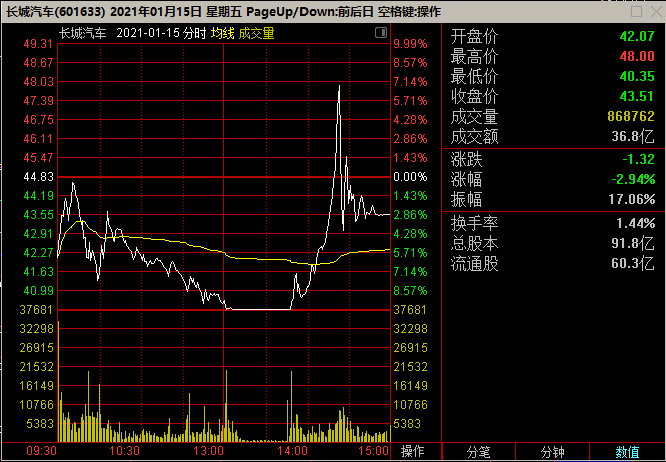 长城汽车(601633) 2021年01月15日 星期五 PageUp/Down:前后日 空格键:操作
长城汽车 2021-01-15 分时 均线 成交量
49.31 9.99%
48.67 8.57%
48.03 7.14%
47.39 5.71%
46.75 4.28%
46.11 2.86%
45.47 1.43%
44.83 0.00%
44.19 1.43%
43.55 2.86%
42.91 4.28%
42.27 5.71%
41.63 7.14%
40.99 8.57%
37681 37681
32298 32298
26915 26915
21532 21532
16149 16149
10766 10766
5383 5383
09:30 10:30 13:00 14:00 15:00 操作
开盘价 42.07
最高价 48.00
最低价 40.35
收盘价 43.51
成交量 868762
成交额 36.8亿
涨跌 -1.32
涨幅 -2.94%
振幅 17.06%
换手率 1.44%
总股本 91.8亿
流通股 60.3亿
分笔 分钟 数值